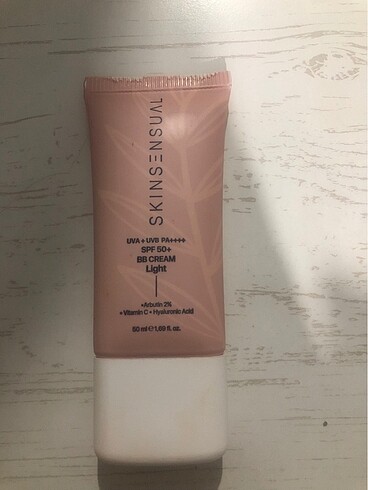 SKINSENSUAL
UVA + UVB PA++++
SPF 50+
BB CREAM
Light
+Arbutin 2%
+Vitamin C + Hyaluronic Acid
50 ml ℮ 1,69 fl. oz.